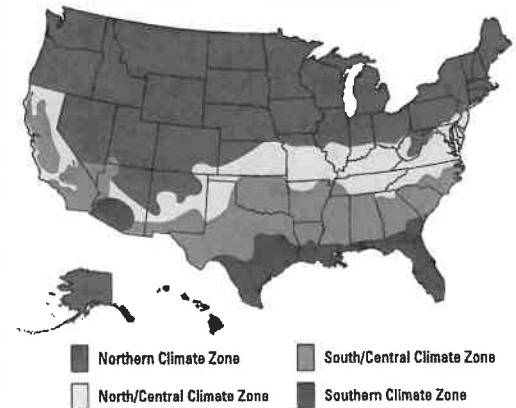 Northern Climate Zone
South/Central Climate Zone
North/Central Climate Zone
Southern Climate Zone